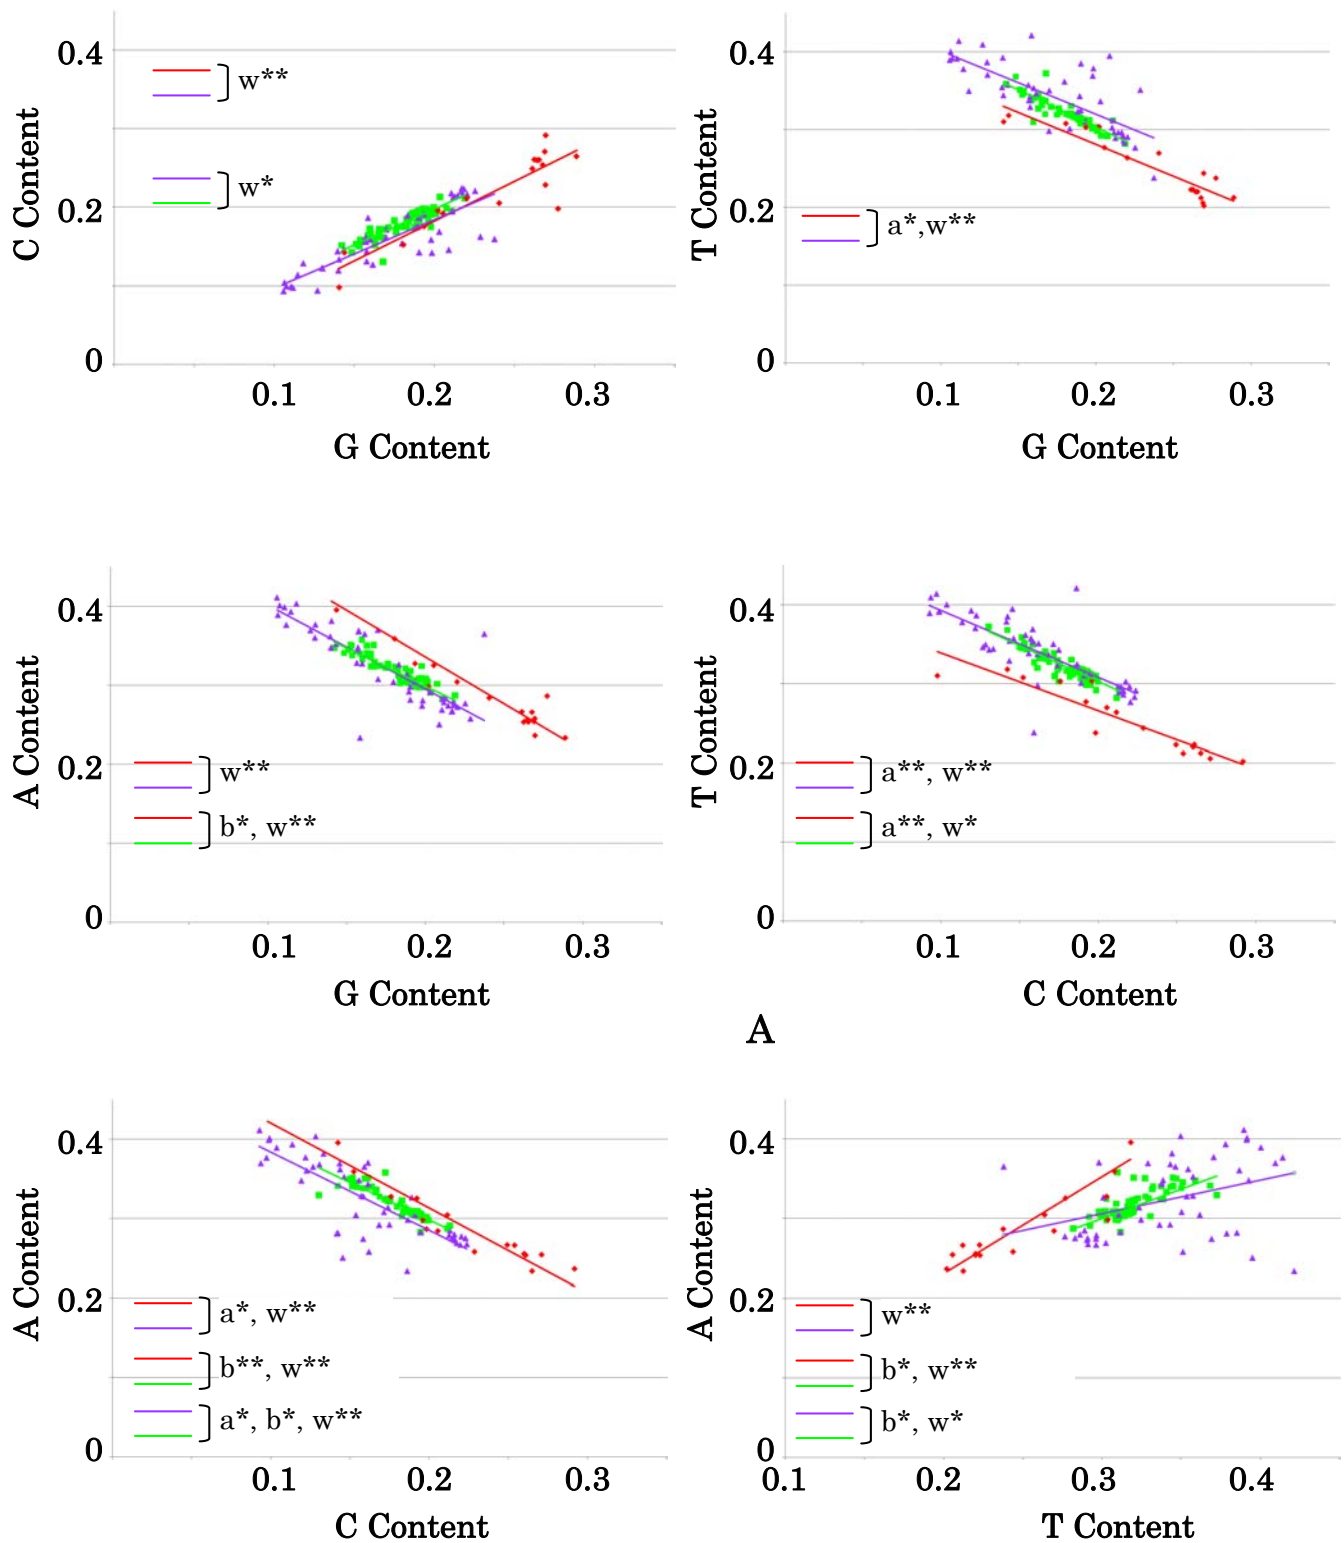 0.4
w**
w*
0.2
0
0.1 0.2 0.3
C Content
G Content
0.4
0.2
a*,w**
0
0.1 0.2 0.3
T Content
G Content
0.4
0.2
w**
b*, w**
0
0.1 0.2 0.3
A Content
G Content
0.4
0.2
a**, w**
a**, w*
0
0.1 0.2 0.3
T Content
C Content
A
0.4
0.2
a*, w**
b**, w**
a*, b*, w**
0
0.1 0.2 0.3
A Content
C Content
0.4
0.2
w**
b*, w**
b*, w*
0
0.1 0.2 0.3 0.4
A Content
T Content